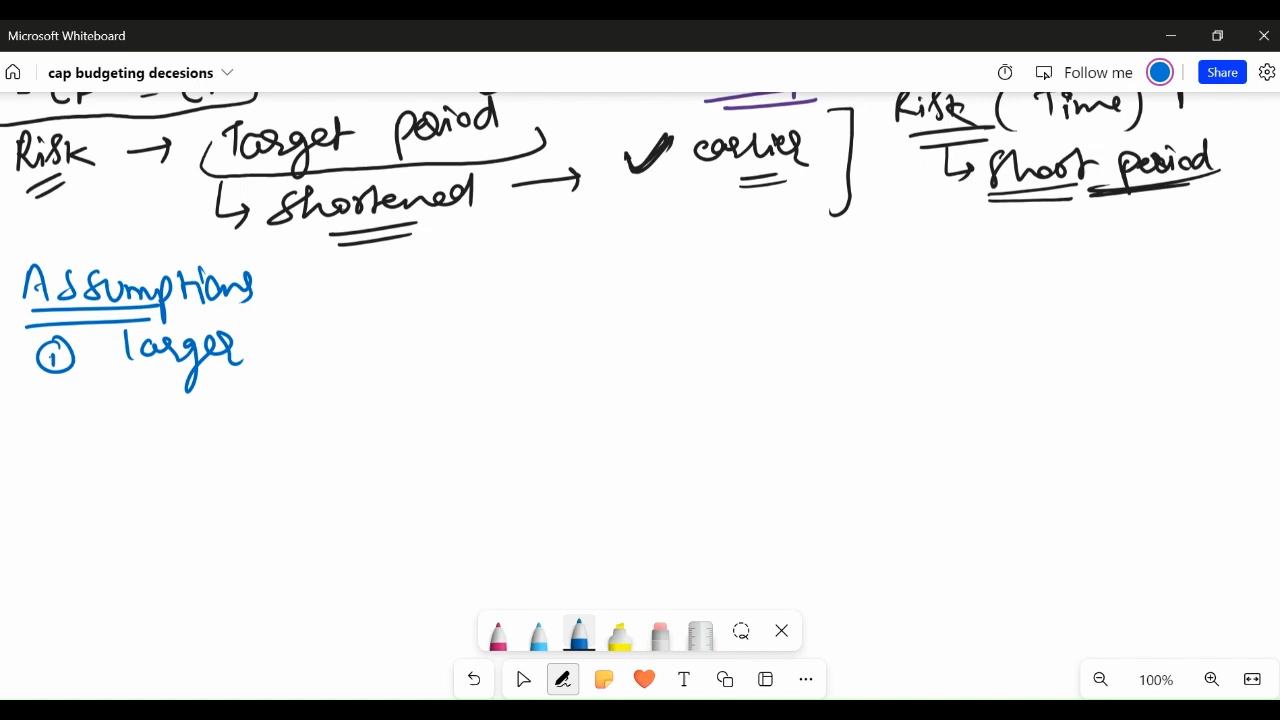 Microsoft Whiteboard
cap budgeting decesions
Follow me
Share
Risk → Target period
↳ shortened → ✓ earlier
Risk (Time) ↑
↳ short period
Assumptions
① larger
100%